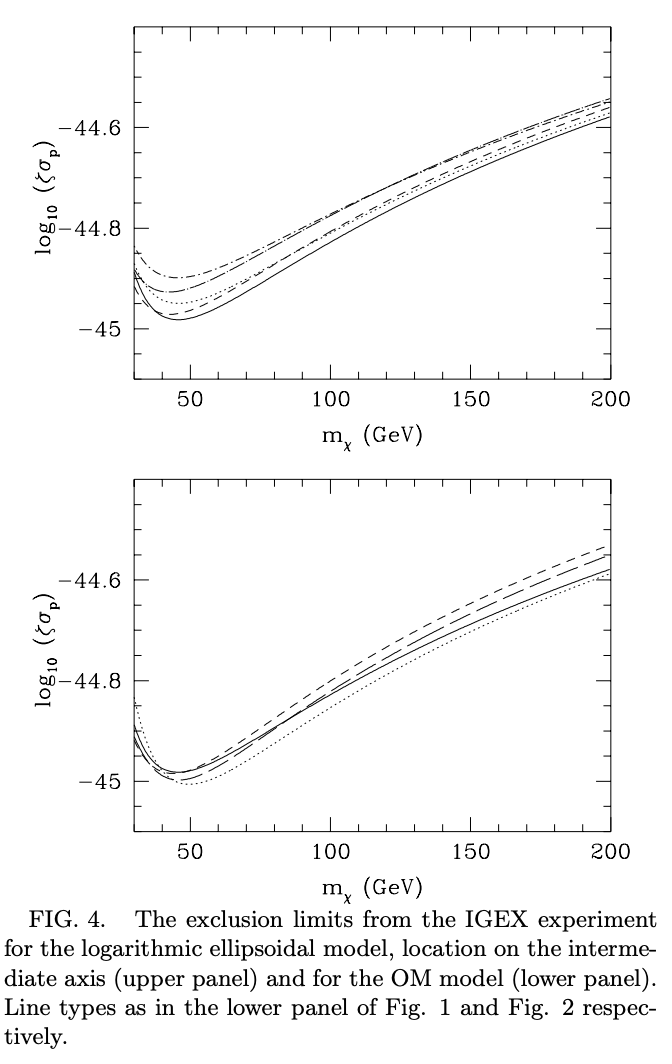 −44.6
−44.8
−45
log₁₀ (ζσₚ)
50 100 150 200
m_χ (GeV)
−44.6
−44.8
−45
log₁₀ (ζσₚ)
50 100 150 200
m_χ (GeV)
FIG. 4. The exclusion limits from the IGEX experiment
for the logarithmic ellipsoidal model, location on the interme-
diate axis (upper panel) and for the OM model (lower panel).
Line types as in the lower panel of Fig. 1 and Fig. 2 respec-
tively.